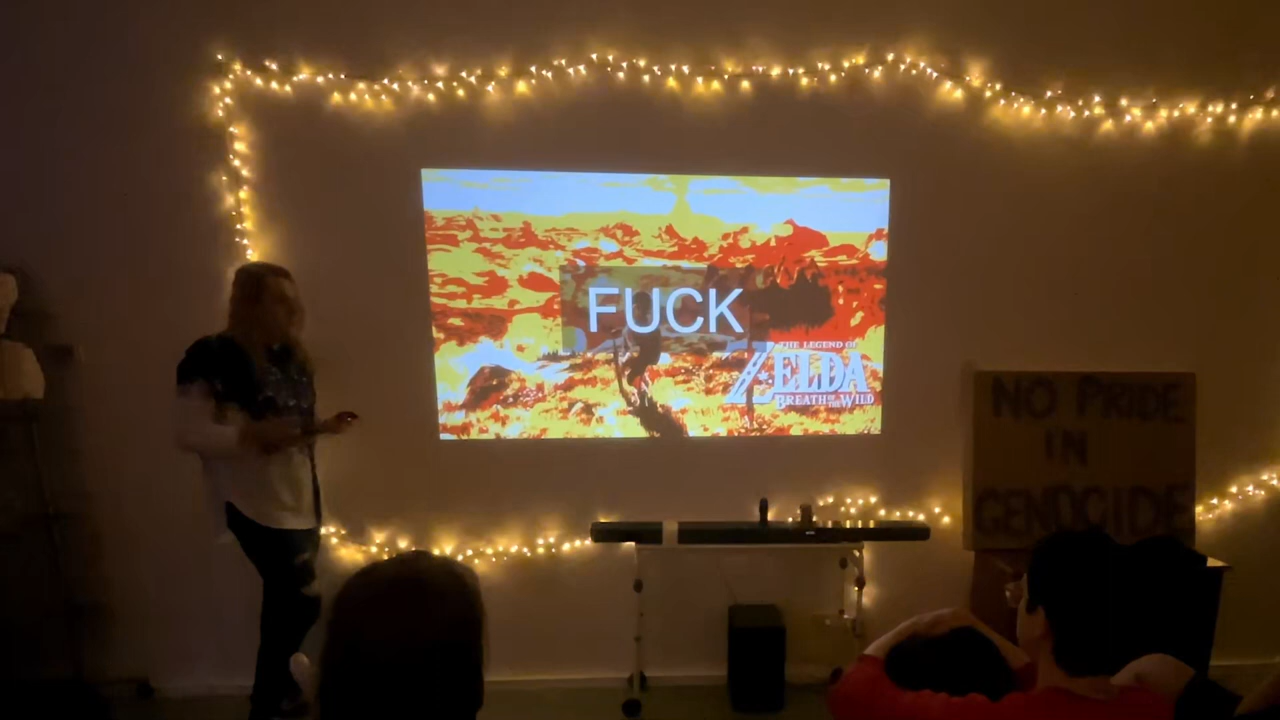 FUCK
THE LEGEND OF
ZELDA
BREATH OF THE WILD
NO PRIDE
IN
GENOCIDE